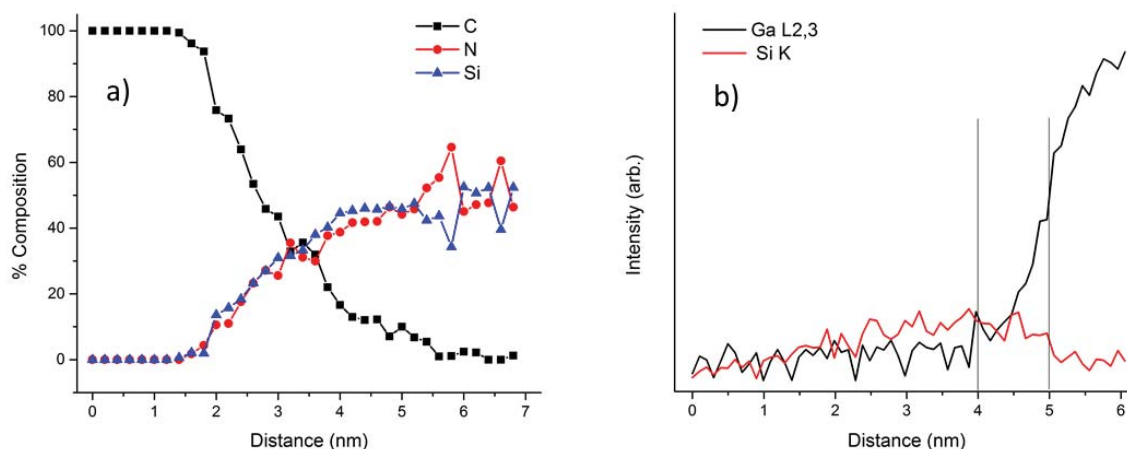 a)
C
N
Si
% Composition
100
80
60
40
20
0
0 1 2 3 4 5 6 7
Distance (nm)
b)
Ga L2,3
Si K
Intensity (arb.)
0 1 2 3 4 5 6
Distance (nm)